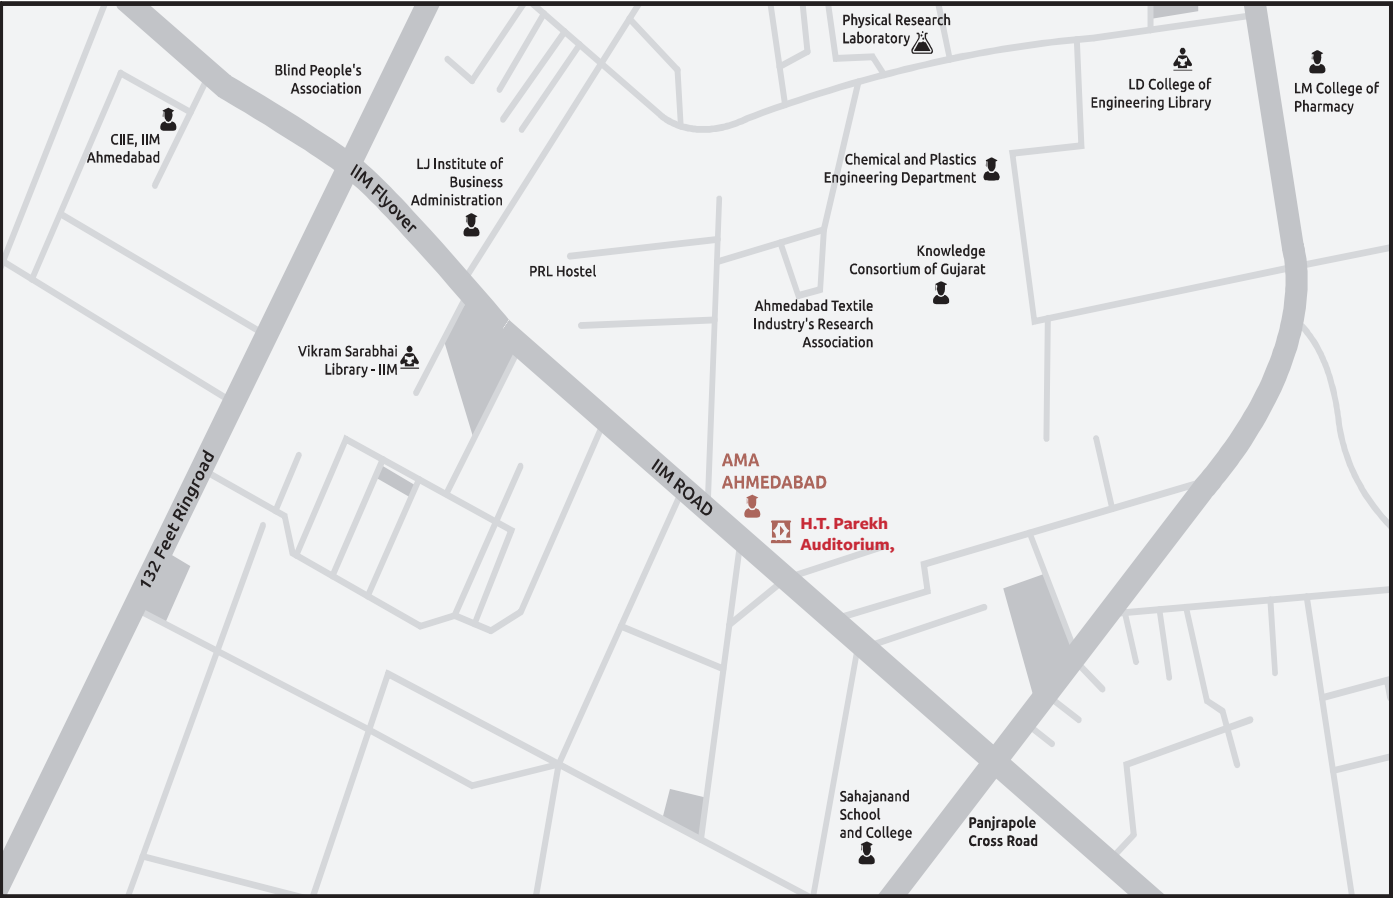 Physical Research
Laboratory
Blind People's
Association
LD College of
Engineering Library
LM College of
Pharmacy
CIIE, IIM
Ahmedabad
LJ Institute of
Business
Administration
Chemical and Plastics
Engineering Department
IIM Flyover
PRL Hostel
Knowledge
Consortium of Gujarat
Ahmedabad Textile
Industry's Research
Association
Vikram Sarabhai
Library - IIM
132 Feet Ringroad
IIM ROAD
AMA
AHMEDABAD
H.T. Parekh
Auditorium,
Sahajanand
School
and College
Panjrapole
Cross Road